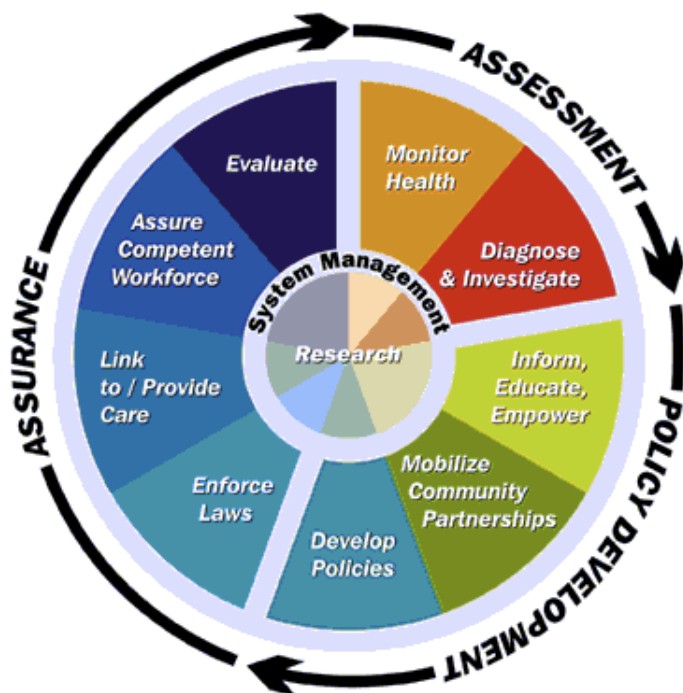 ASSESSMENT
POLICY DEVELOPMENT
ASSURANCE
Monitor
Health
Diagnose
& Investigate
Inform,
Educate,
Empower
Mobilize
Community
Partnerships
Develop
Policies
Enforce
Laws
Link
to / Provide
Care
Assure
Competent
Workforce
Evaluate
System Management
Research